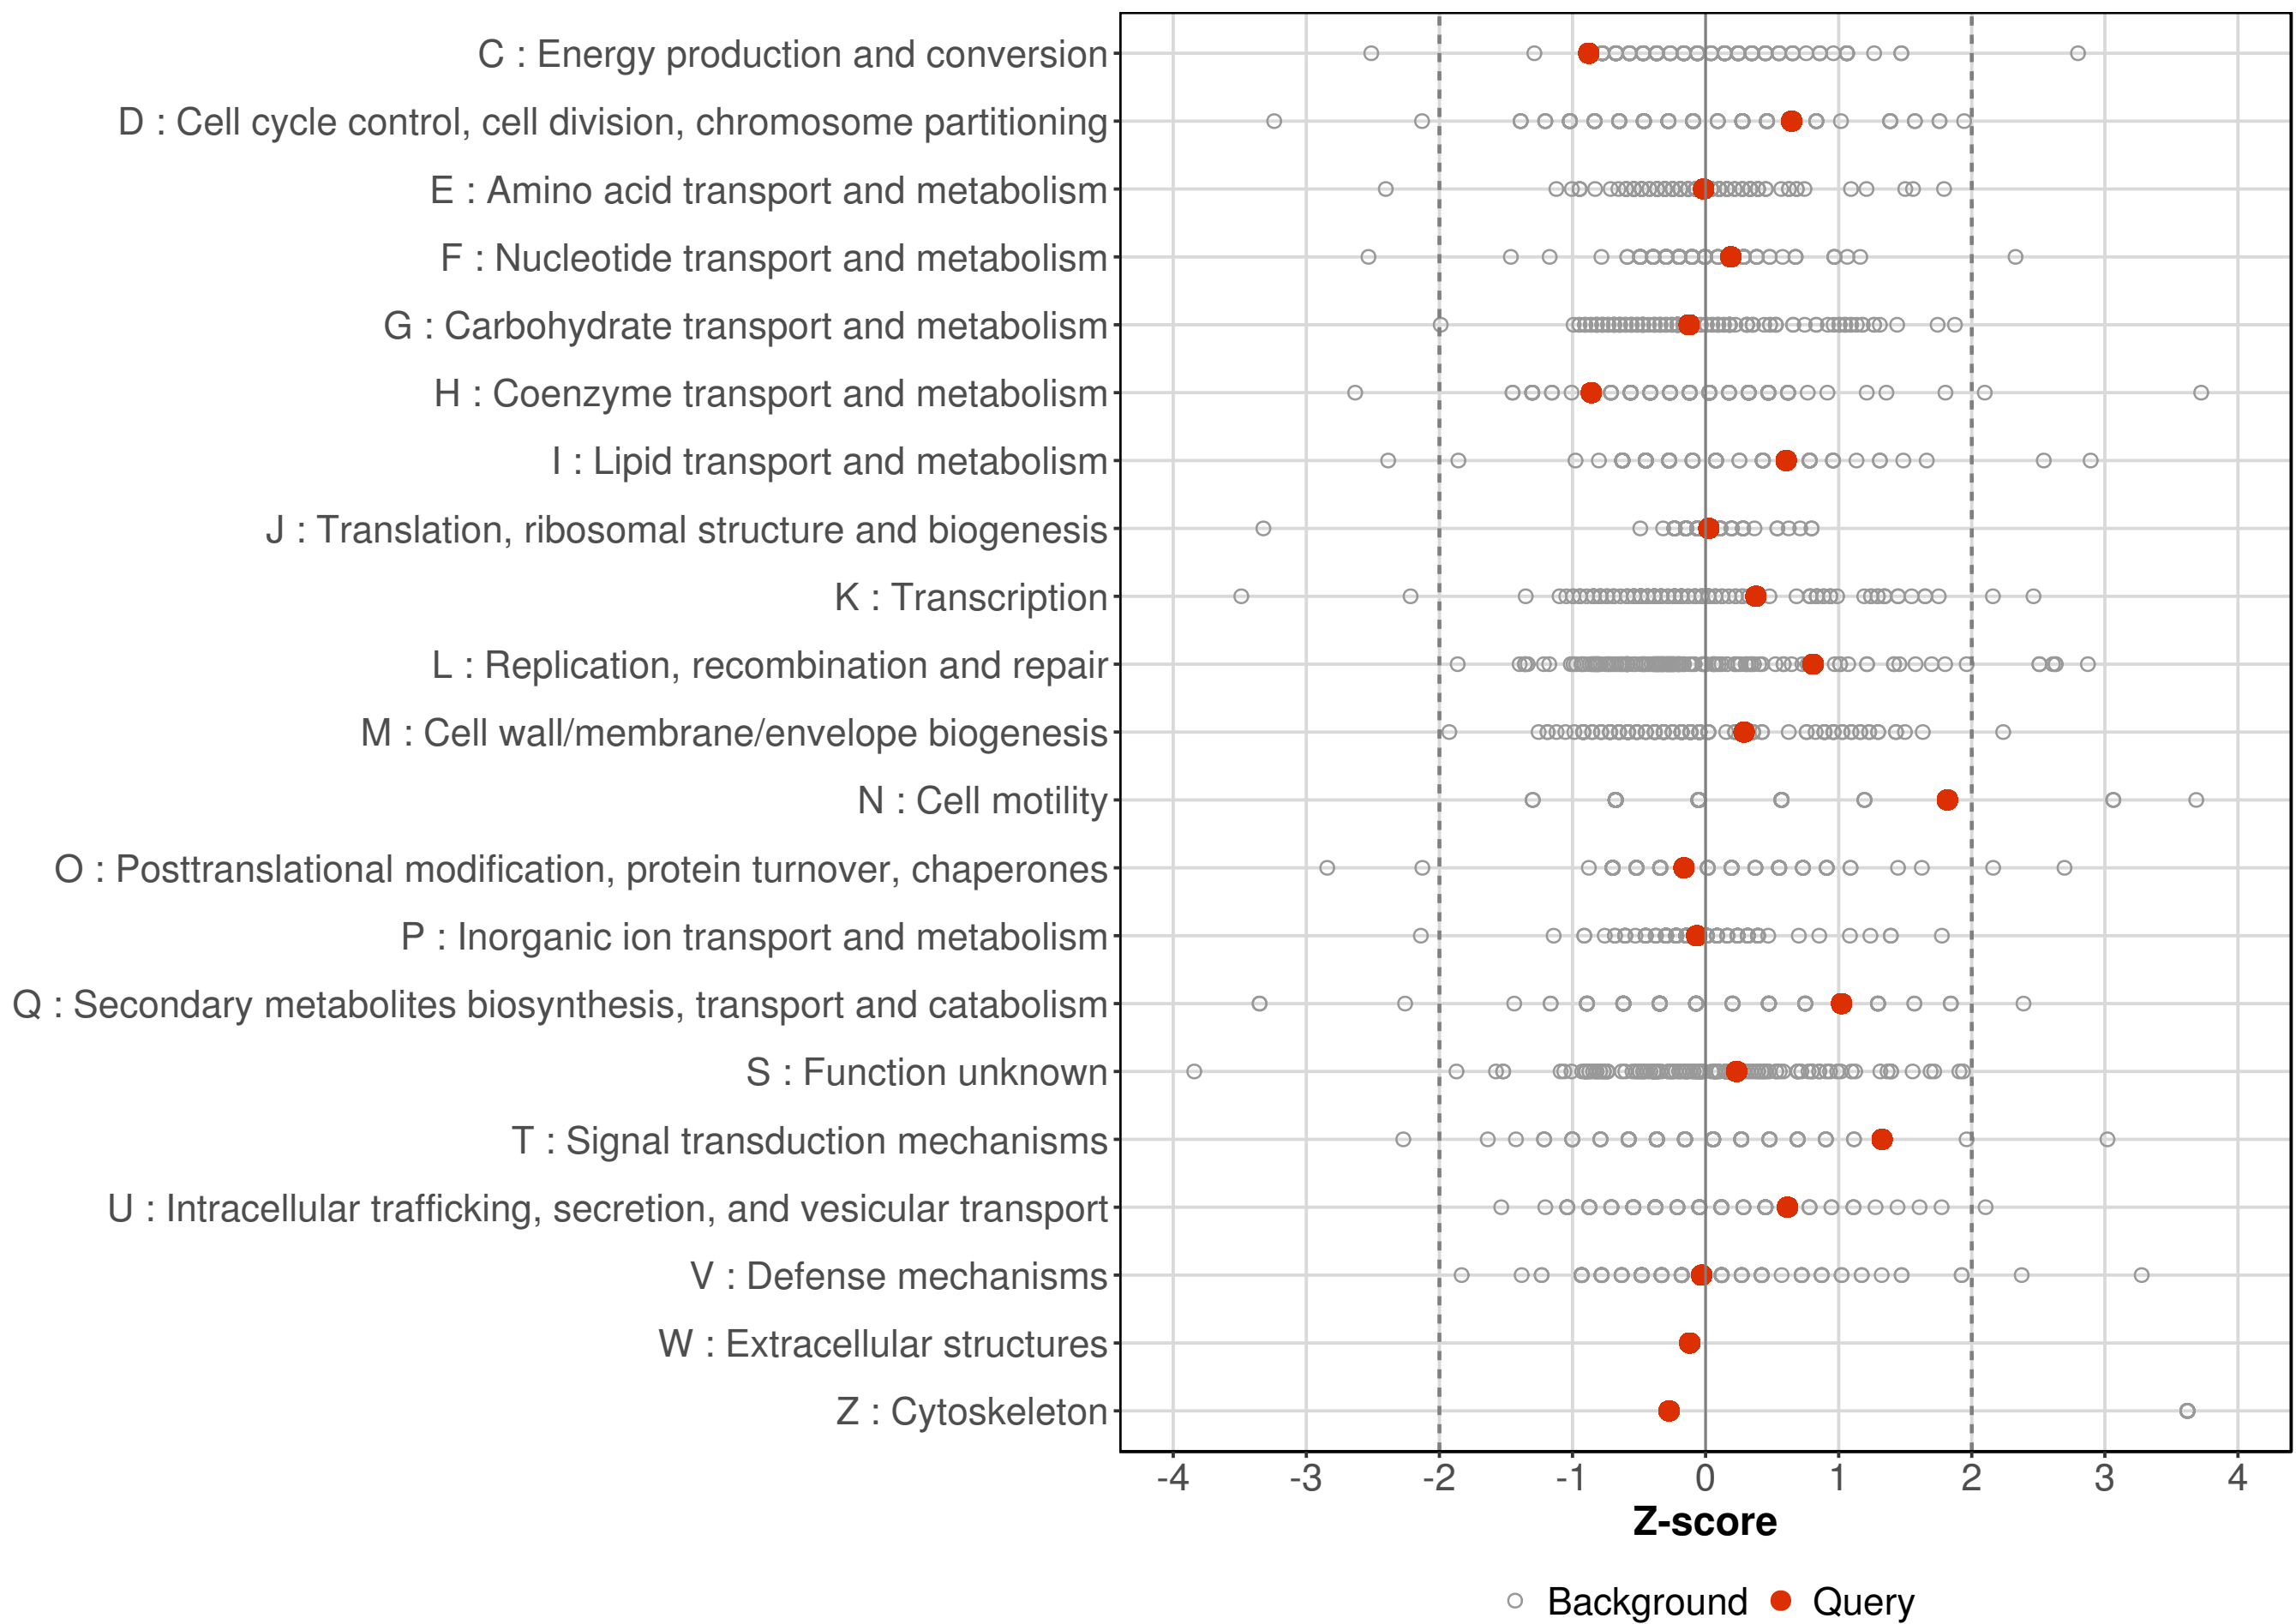 C : Energy production and conversion
D : Cell cycle control, cell division, chromosome partitioning
E : Amino acid transport and metabolism
F : Nucleotide transport and metabolism
G : Carbohydrate transport and metabolism
H : Coenzyme transport and metabolism
I : Lipid transport and metabolism
J : Translation, ribosomal structure and biogenesis
K : Transcription
L : Replication, recombination and repair
M : Cell wall/membrane/envelope biogenesis
N : Cell motility
O : Posttranslational modification, protein turnover, chaperones
P : Inorganic ion transport and metabolism
Q : Secondary metabolites biosynthesis, transport and catabolism
S : Function unknown
T : Signal transduction mechanisms
U : Intracellular trafficking, secretion, and vesicular transport
V : Defense mechanisms
W : Extracellular structures
Z : Cytoskeleton
-4 -3 -2 -1 0 1 2 3 4
Z-score
Background Query